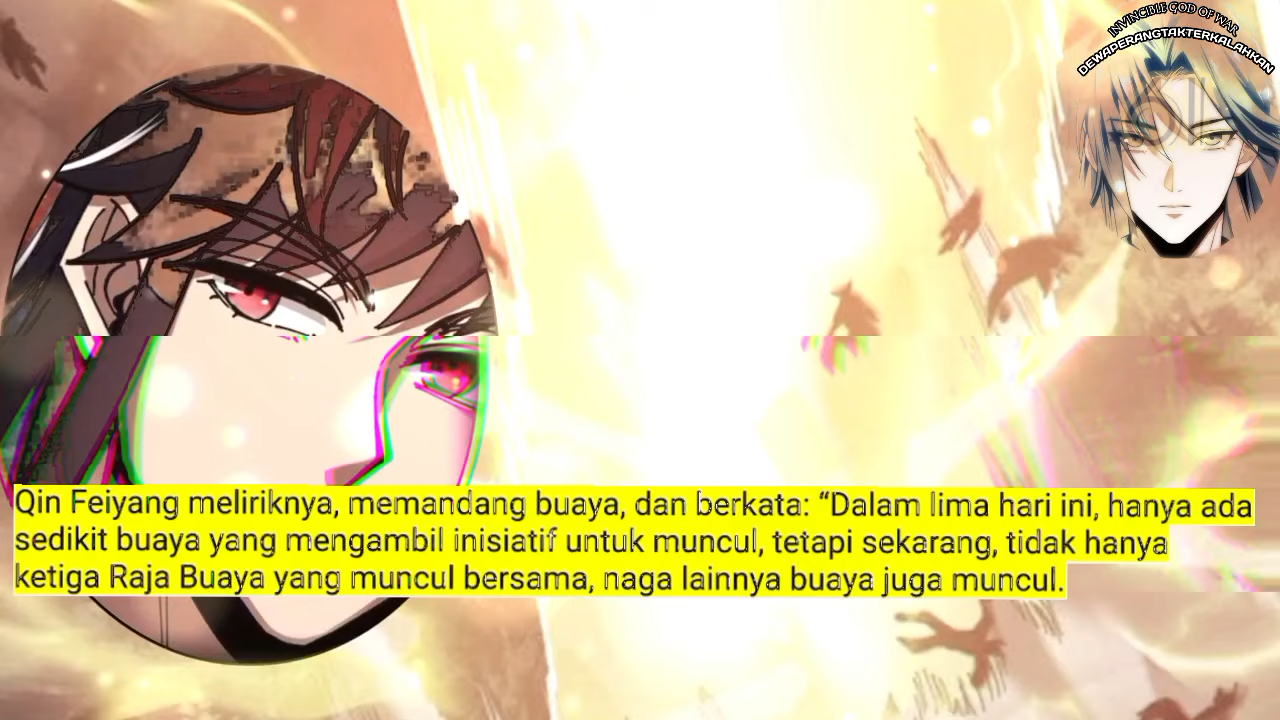 INVINCIBLE GOD OF WAR
DEWAPERANGTAKTERKALAHKAN
Qin Feiyang meliriknya, memandang buaya, dan berkata: “Dalam lima hari ini, hanya ada
sedikit buaya yang mengambil inisiatif untuk muncul, tetapi sekarang, tidak hanya
ketiga Raja Buaya yang muncul bersama, naga lainnya buaya juga muncul.